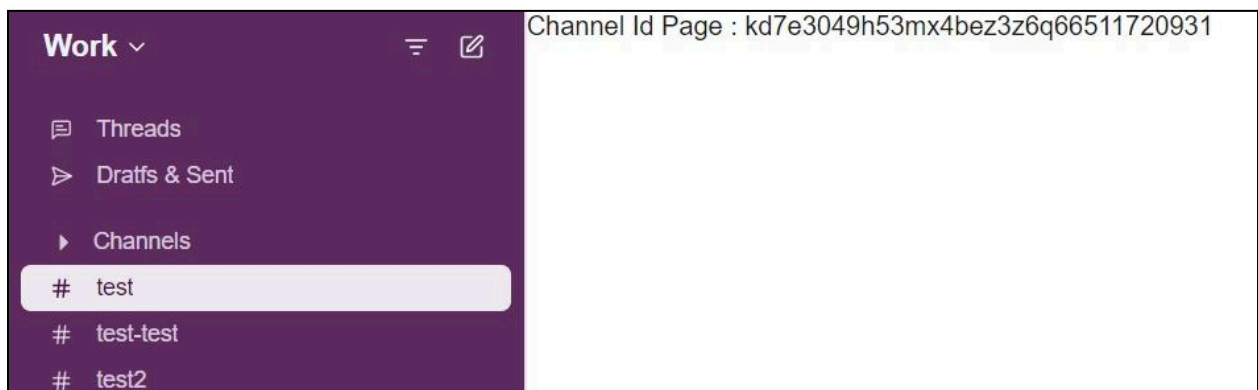 Work
Channel Id Page : kd7e3049h53mx4bez3z6q66511720931
Threads
Dratfs & Sent
Channels
# test
# test-test
# test2